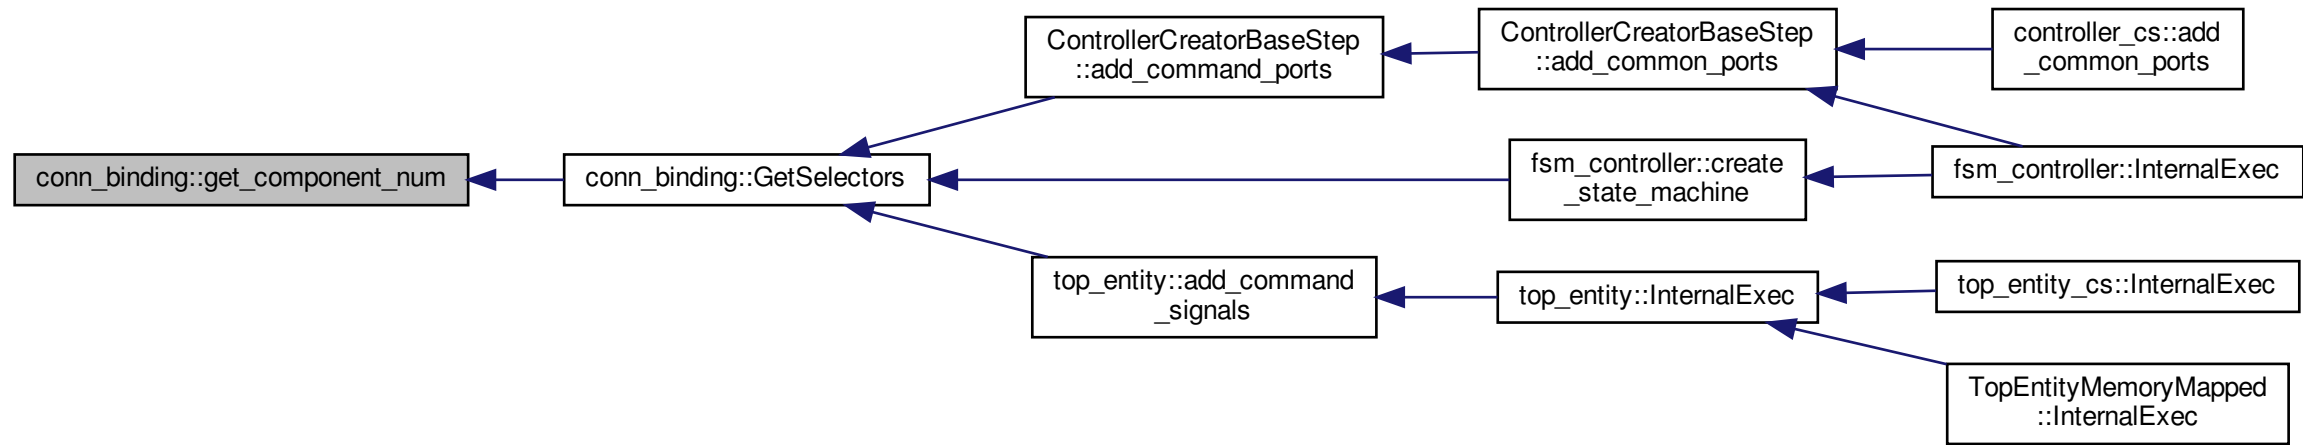 conn_binding::get_component_num
conn_binding::GetSelectors
ControllerCreatorBaseStep
::add_command_ports
ControllerCreatorBaseStep
::add_common_ports
controller_cs::add
_common_ports
fsm_controller::create
_state_machine
fsm_controller::InternalExec
top_entity::add_command
_signals
top_entity::InternalExec
top_entity_cs::InternalExec
TopEntityMemoryMapped
::InternalExec